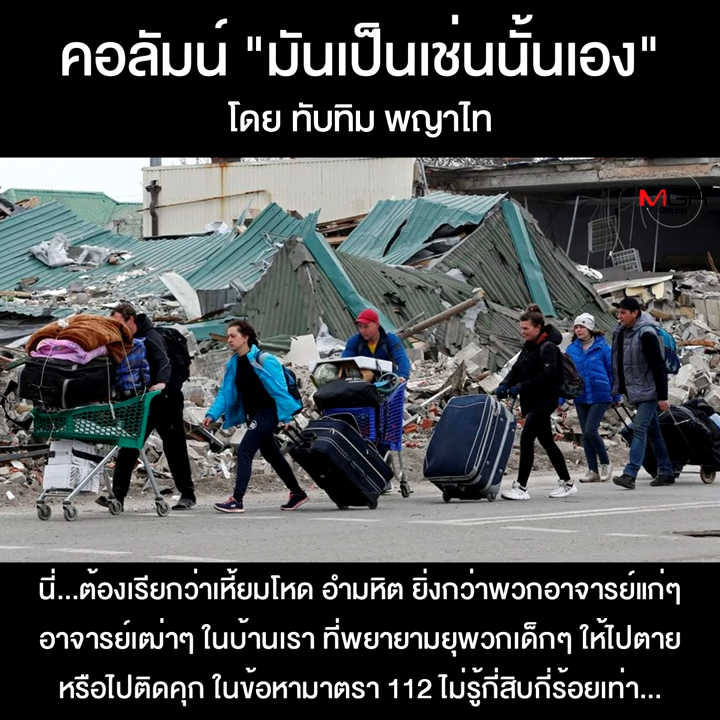 คอลัมน์ "มันเป็นเช่นนั้นเอง"
โดย ทับทิม พญาไท
MGR
ONLINE
นี่...ต้องเรียกว่าเหี้ยมโหด อำมหิต ยิ่งกว่าพวกอาจารย์แก่ๆ
อาจารย์เฒ่าๆ ในบ้านเรา ที่พยายามยุพวกเด็กๆ ให้ไปตาย
หรือไปติดคุก ในข้อหามาตรา 112 ไม่รู้กี่สิบกี่ร้อยเท่า...